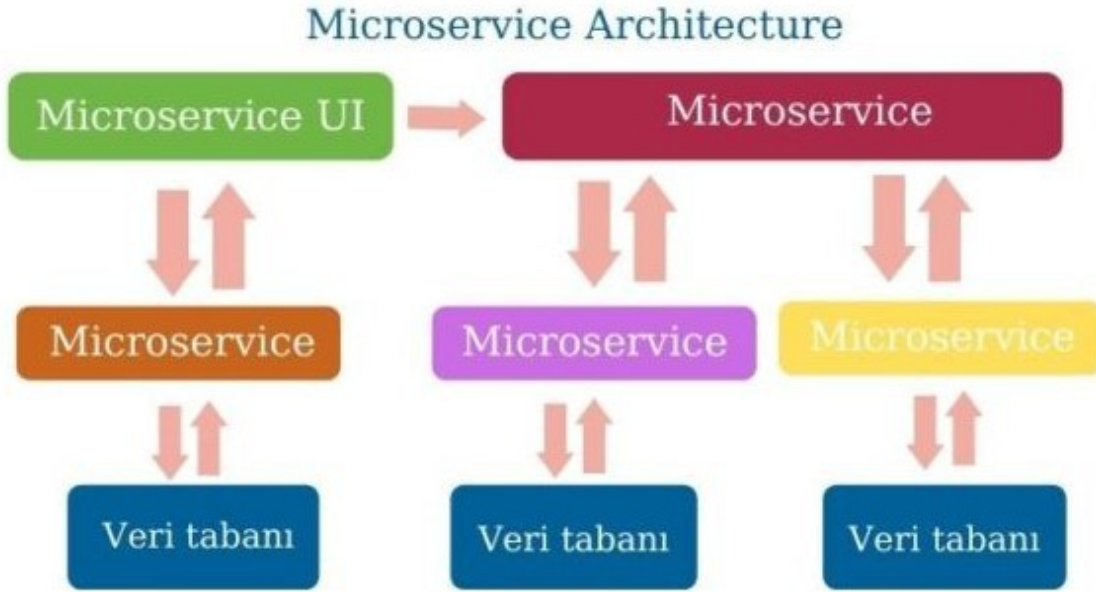 Microservice Architecture
Microservice UI
Microservice
Microservice
Microservice
Microservice
Veri tabanı
Veri tabanı
Veri tabanı